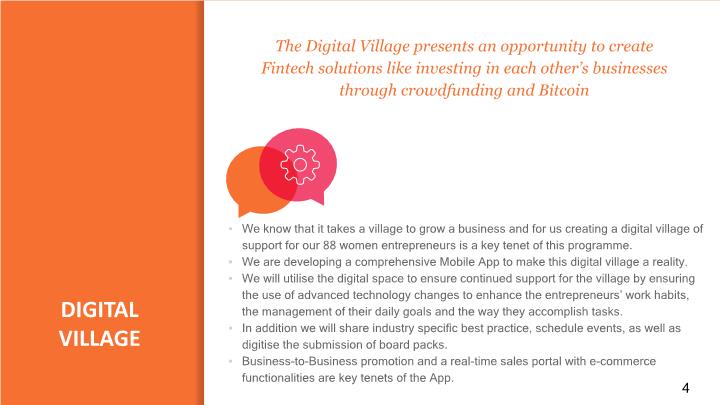 The Digital Village presents an opportunity to create
Fintech solutions like investing in each other's businesses
through crowdfunding and Bitcoin
• We know that it takes a village to grow a business and for us creating a digital village of
support for our 88 women entrepreneurs is a key tenet of this programme.
• We are developing a comprehensive Mobile App to make this digital village a reality.
• We will utilise the digital space to ensure continued support for the village by ensuring
the use of advanced technology changes to enhance the entrepreneurs' work habits,
the management of their daily goals and the way they accomplish tasks.
• In addition we will share industry specific best practice, schedule events, as well as
digitise the submission of board packs.
• Business-to-Business promotion and a real-time sales portal with e-commerce
functionalities are key tenets of the App.
DIGITAL
VILLAGE
4